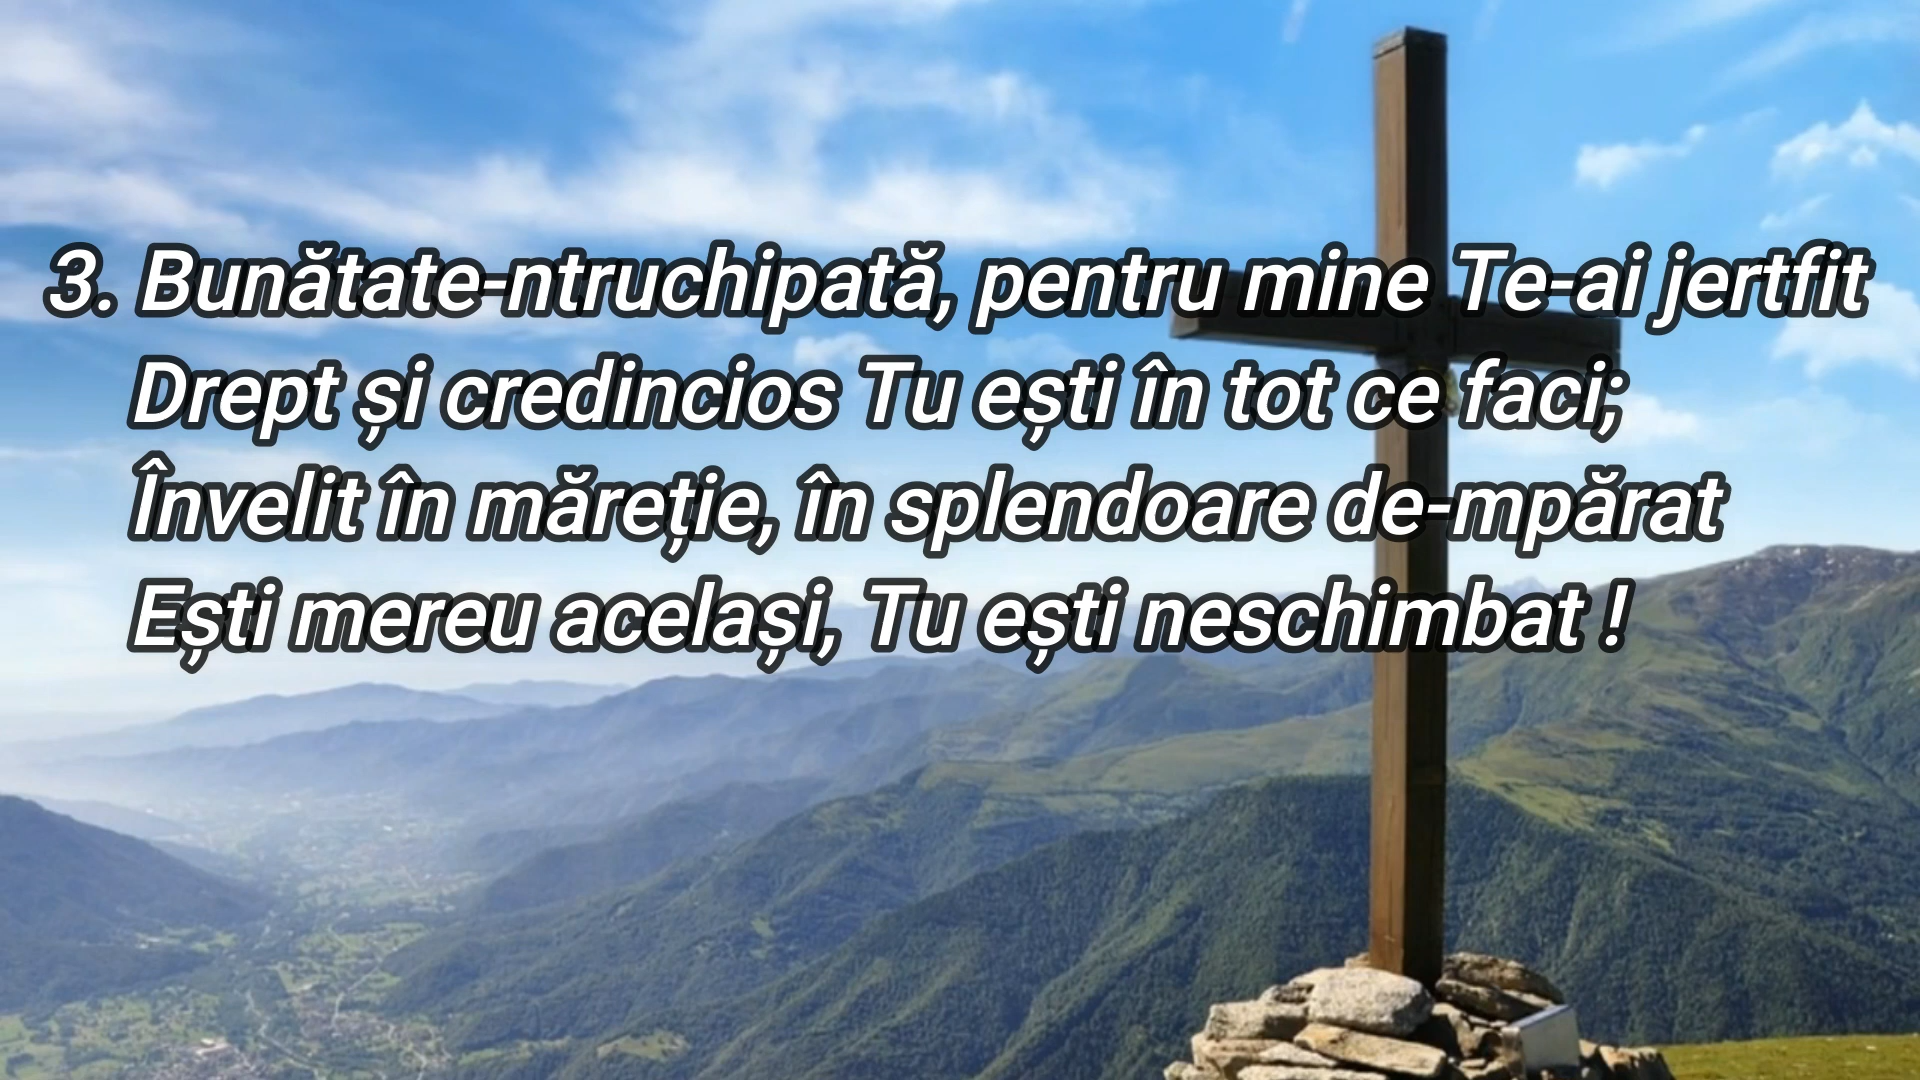 3. Bunătate-ntruchipată, pentru mine Te-ai jertfit
Drept și credincios Tu ești în tot ce faci;
Învelit în măreție, în splendoare de-mpărat
Ești mereu același, Tu ești neschimbat !